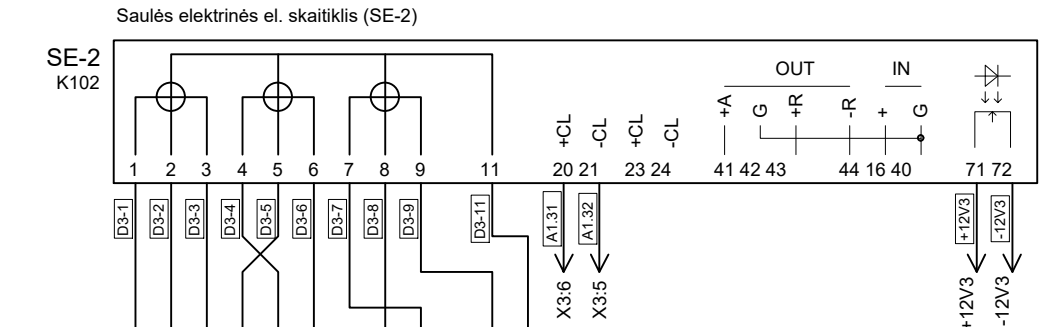 Saulės elektrinės el. skaitiklis (SE-2)
SE-2
K102
OUT IN
+CL -CL +CL -CL +A G +R -R + G
1 2 3 4 5 6 7 8 9 11 20 21 23 24 41 42 43 44 16 40 71 72
D3-1 D3-2 D3-3 D3-4 D3-5 D3-6 D3-7 D3-8 D3-9 D3-11 A1.31 A1.32 +12V3 -12V3
X3:6 X3:5 +12V3 -12V3